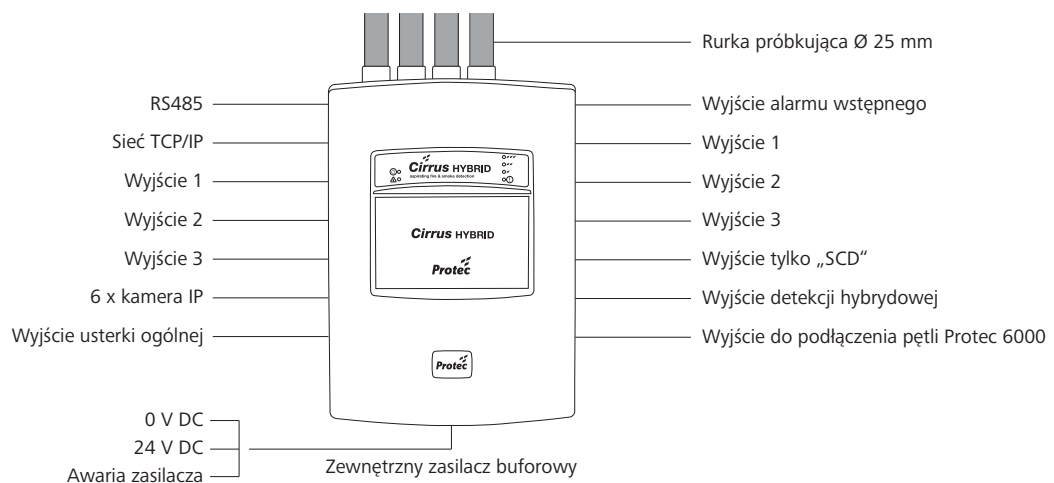 Rurka próbkująca Ø 25 mm
RS485
Sieć TCP/IP
Wyjście 1
Wyjście 2
Wyjście 3
6 x kamera IP
Wyjście usterki ogólnej
Cirrus HYBRID
aspirating fire & smoke detection
Cirrus HYBRID
Protec
Protec
Wyjście alarmu wstępnego
Wyjście 1
Wyjście 2
Wyjście 3
Wyjście tylko „SCD“
Wyjście detekcji hybrydowej
Wyjście do podłączenia pętli Protec 6000
0 V DC
24 V DC
Awaria zasilacza
Zewnętrzny zasilacz buforowy